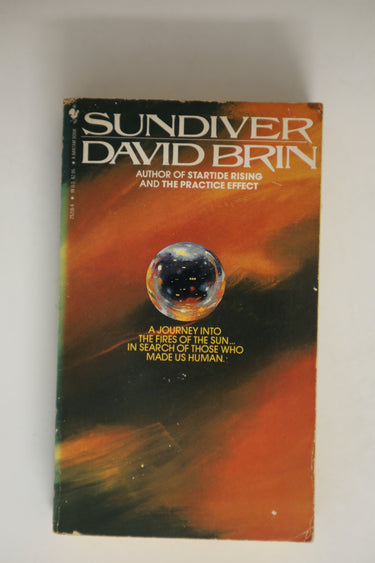 SUNDIVER
DAVID BRIN
AUTHOR OF STARTIDE RISING
AND THE PRACTICE EFFECT
A JOURNEY INTO
THE FIRES OF THE SUN...
IN SEARCH OF THOSE WHO
MADE US HUMAN.